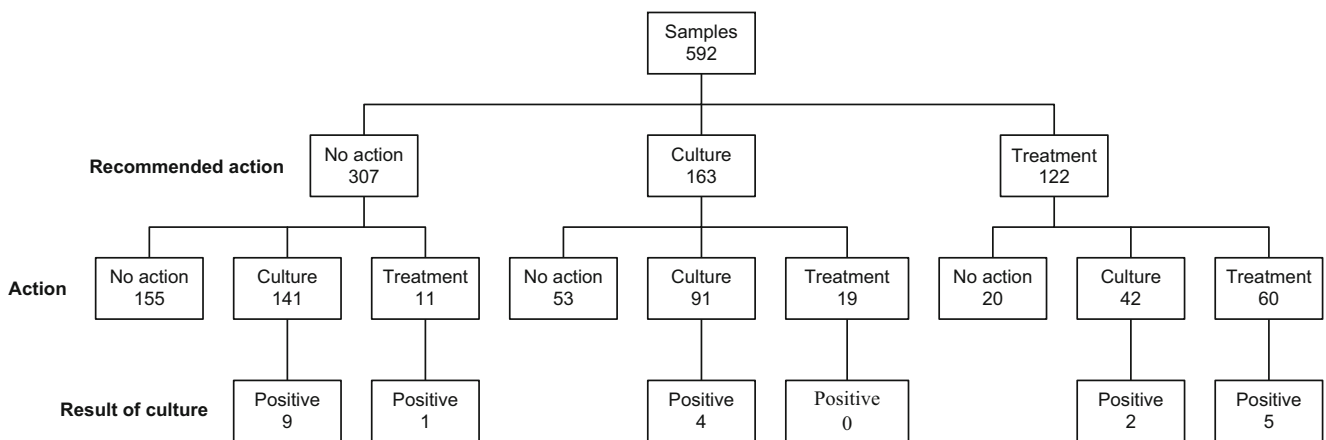 Samples
592
Recommended action
No action
307
Culture
163
Treatment
122
Action
No action
155
Culture
141
Treatment
11
No action
53
Culture
91
Treatment
19
No action
20
Culture
42
Treatment
60
Result of culture
Positive
9
Positive
1
Positive
4
Positive
0
Positive
2
Positive
5